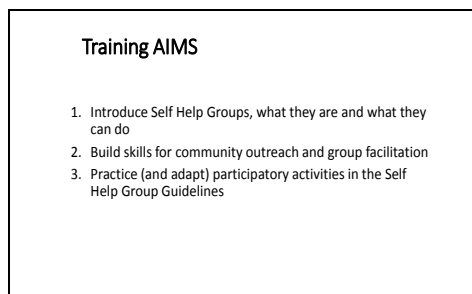 Training AIMS
1. Introduce Self Help Groups, what they are and what they
can do
2. Build skills for community outreach and group facilitation
3. Practice (and adapt) participatory activities in the Self
Help Group Guidelines